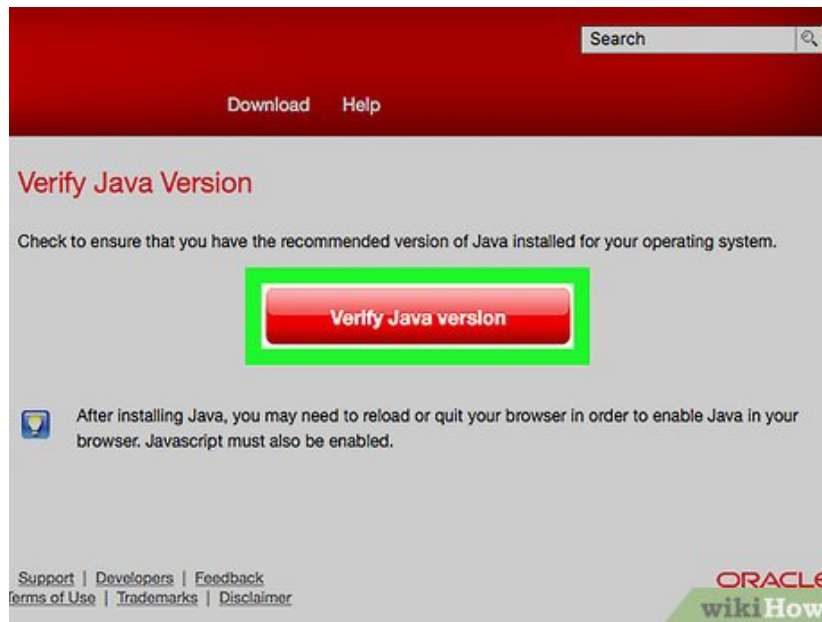 Search
Download Help
Verify Java Version
Check to ensure that you have the recommended version of Java installed for your operating system.
Verify Java version
After installing Java, you may need to reload or quit your browser in order to enable Java in your
browser. Javascript must also be enabled.
Support | Developers | Feedback
Terms of Use | Trademarks | Disclaimer
ORACLE
wikiHow